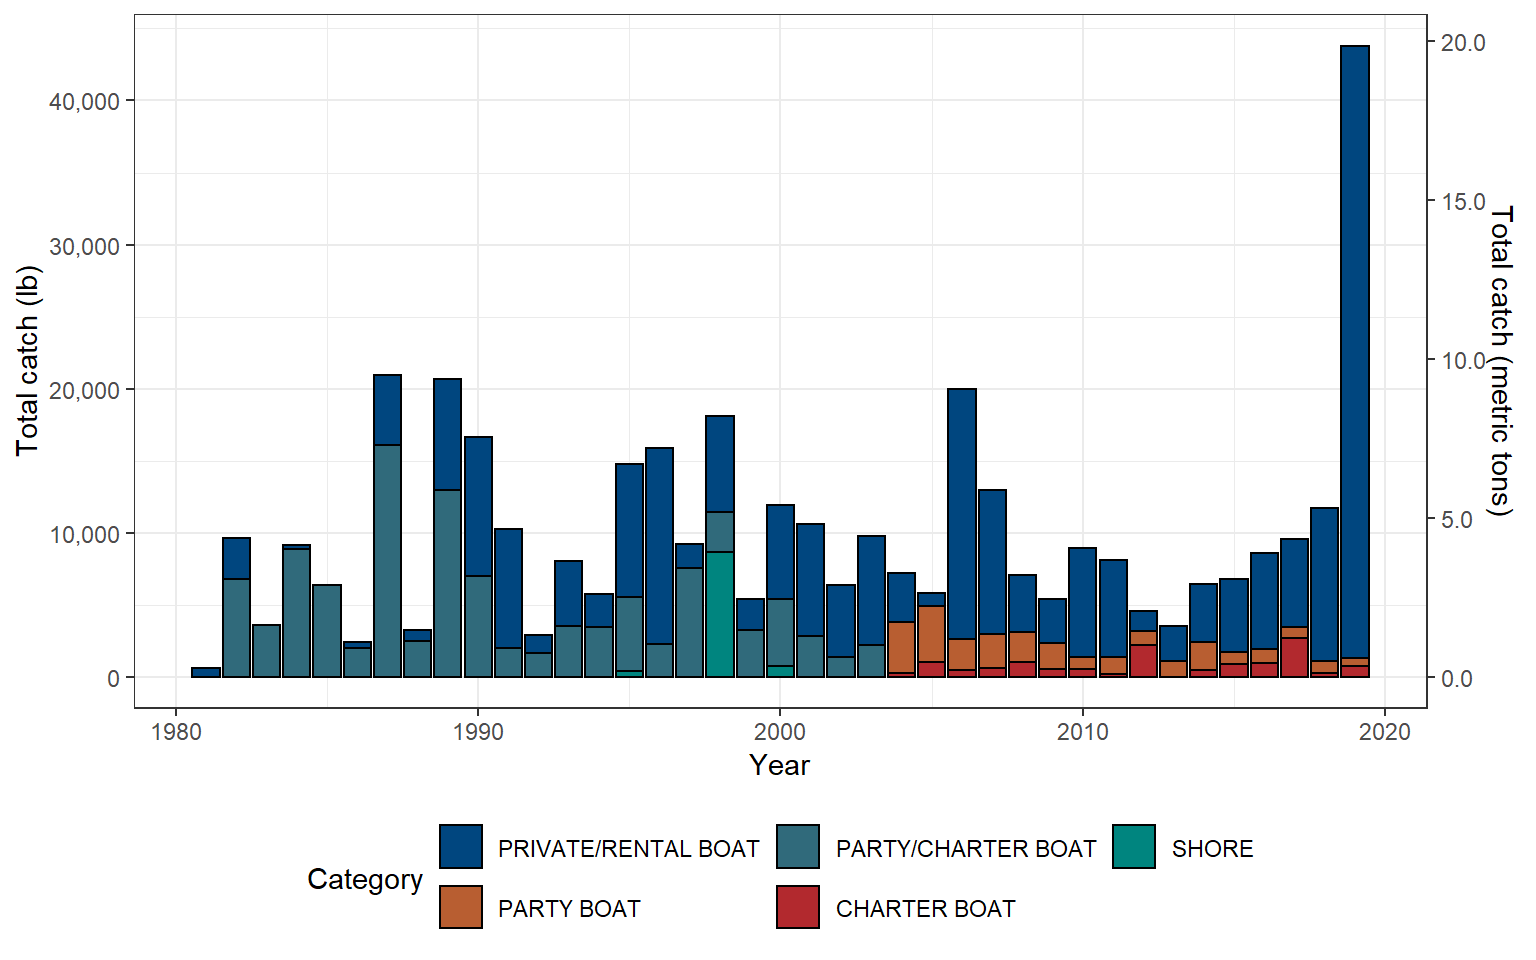 Total catch (lb)
40,000
30,000
20,000
10,000
0
20.0
15.0
10.0
5.0
0.0
Total catch (metric tons)
1980 1990 2000 2010 2020
Year
Category
PRIVATE/RENTAL BOAT PARTY/CHARTER BOAT SHORE
PARTY BOAT CHARTER BOAT